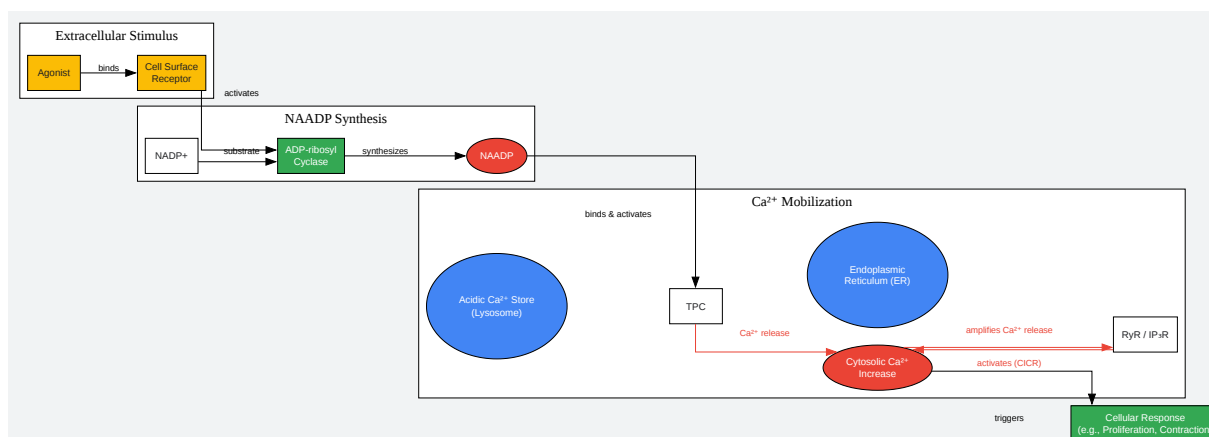 Extracellular Stimulus
Agonist
binds
Cell Surface
Receptor
activates
NAADP Synthesis
NADP+
substrate
ADP-ribosyl
Cyclase
synthesizes
NAADP
Ca²⁺ Mobilization
binds & activates
Acidic Ca²⁺ Store
(Lysosome)
Endoplasmic
Reticulum (ER)
TPC
Ca²⁺ release
amplifies Ca²⁺ release
RyR / IP₃R
Cytosolic Ca²⁺
Increase
activates (CICR)
triggers
Cellular Response
(e.g., Proliferation, Contraction